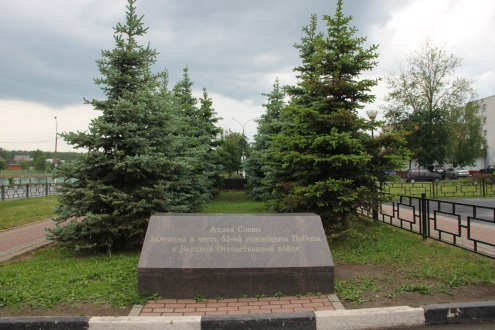 Аллея Славы
заложена в честь 55-ой годовщины Победы
в Великой Отечественной войне